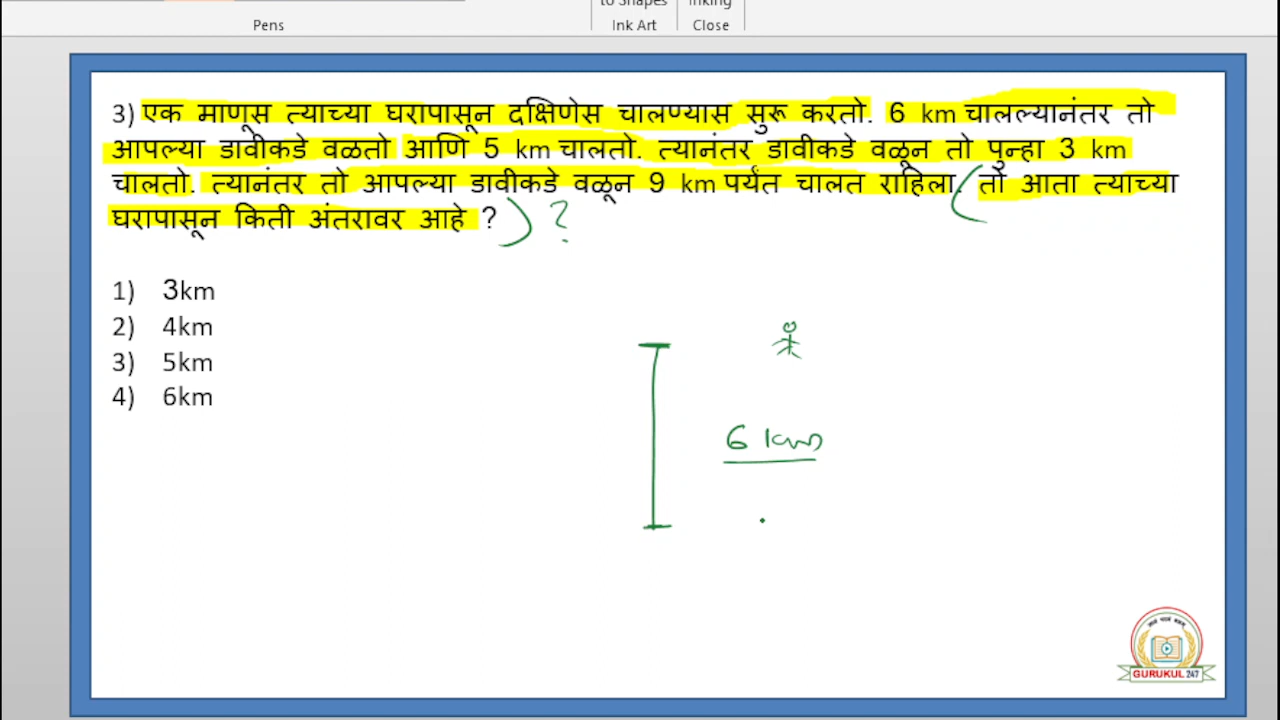 to Shapes
Inking
Pens
Ink Art
Close
3) एक माणूस त्याच्या घरापासून दक्षिणेस चालण्यास सुरू करतो. 6 km चालल्यानंतर तो
आपल्या डावीकडे वळतो आणि 5 km चालतो. त्यानंतर डावीकडे वळून तो पुन्हा 3 km
चालतो. त्यानंतर तो आपल्या डावीकडे वळून 9 km पर्यंत चालत राहिला. तो आता त्याच्या
घरापासून किती अंतरावर आहे ? ?
1) 3km
2) 4km
3) 5km
4) 6km
6 km
GURUKUL 247